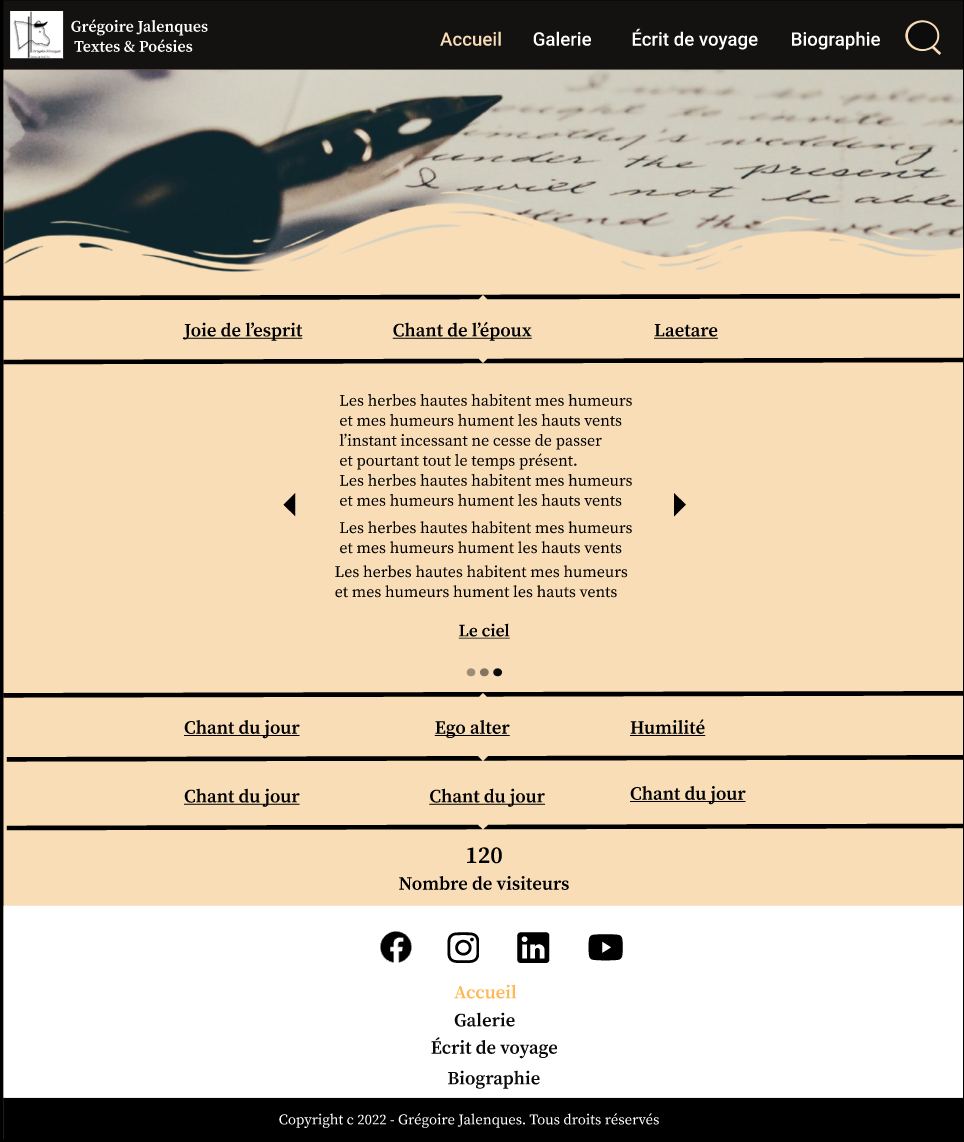 Grégoire Jalenques
Textes & Poésies
Accueil Galerie Écrit de voyage Biographie
I was so plea
ought to invite
imothy's wedding.
under the present
I will not be able
ttend the wedd
Joie de l'esprit Chant de l'époux Laetare
Les herbes hautes habitent mes humeurs
et mes humeurs hument les hauts vents
l'instant incessant ne cesse de passer
et pourtant tout le temps présent.
Les herbes hautes habitent mes humeurs
et mes humeurs hument les hauts vents
Les herbes hautes habitent mes humeurs
et mes humeurs hument les hauts vents
Les herbes hautes habitent mes humeurs
et mes humeurs hument les hauts vents
Le ciel
Chant du jour Ego alter Humilité
Chant du jour Chant du jour Chant du jour
120
Nombre de visiteurs
Accueil
Galerie
Écrit de voyage
Biographie
Copyright c 2022 - Grégoire Jalenques. Tous droits réservés